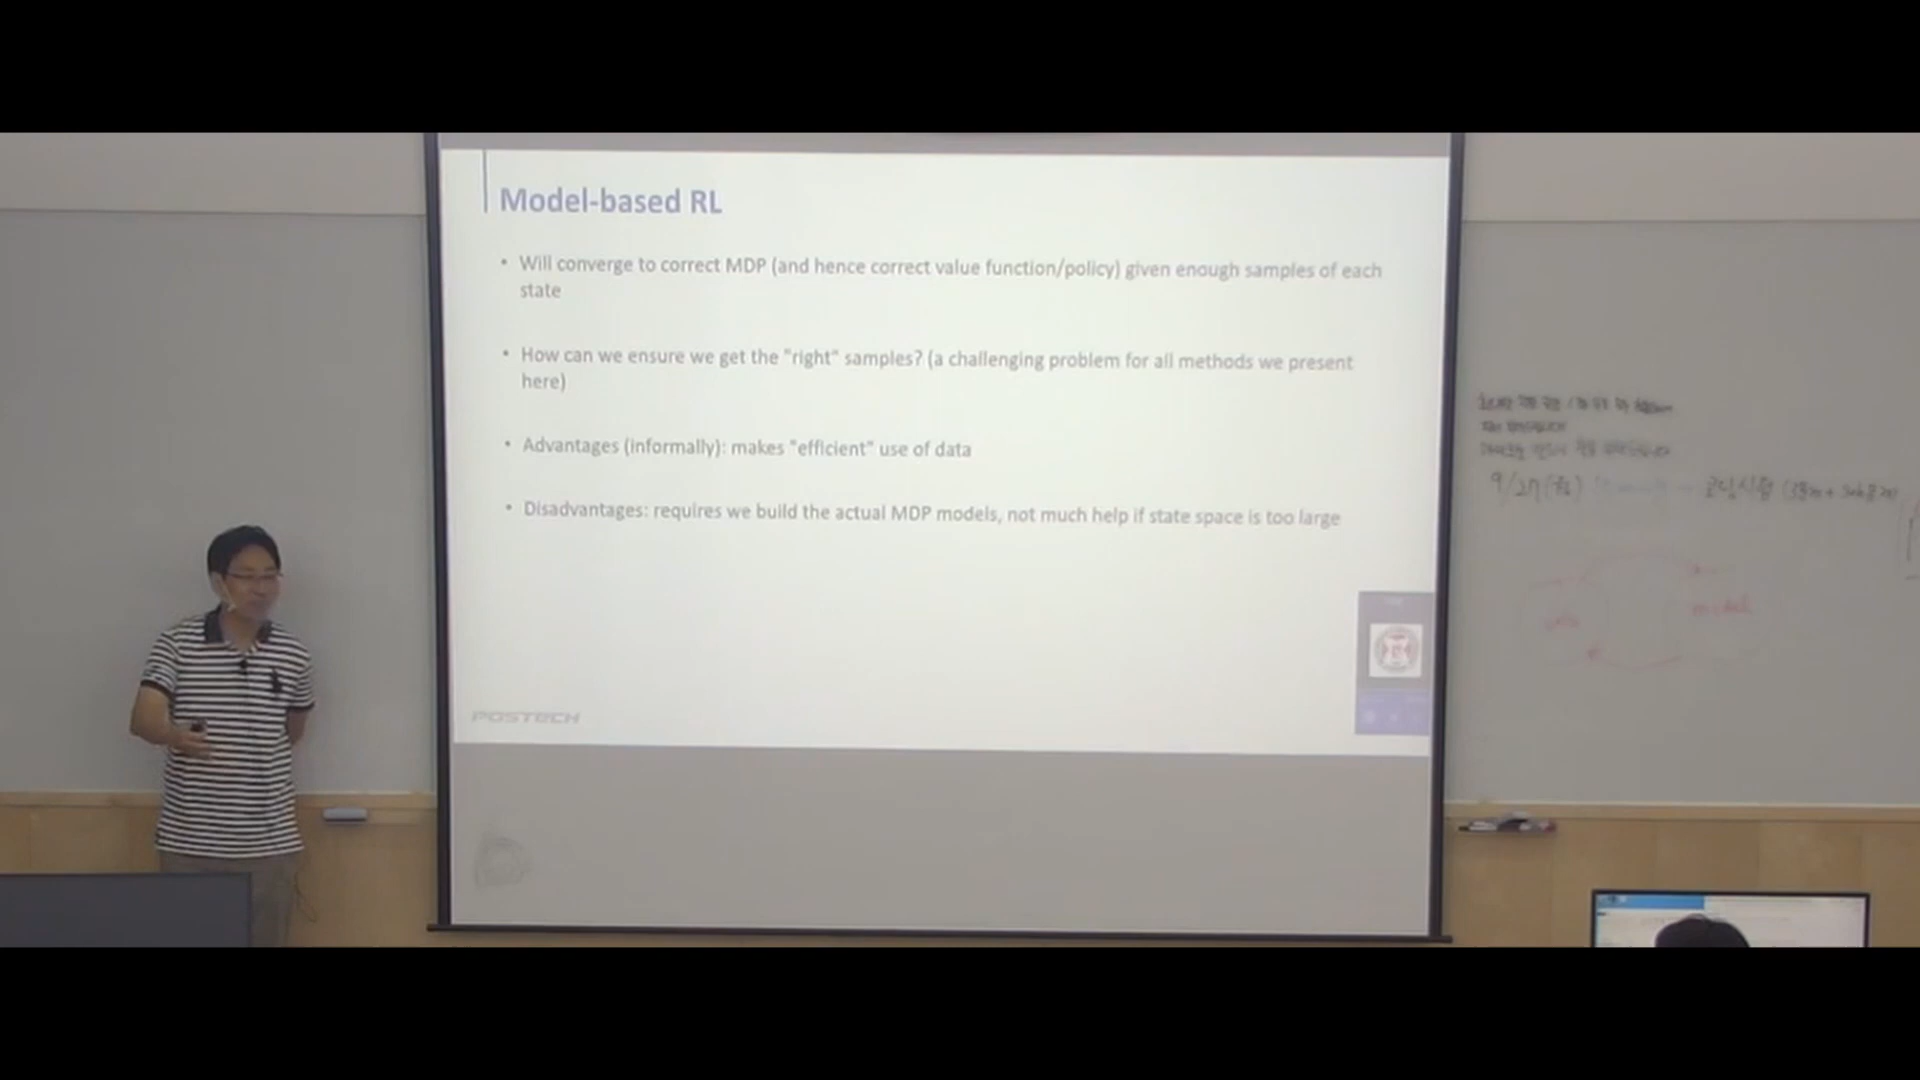 Model-based RL
• Will converge to correct MDP (and hence correct value function/policy) given enough samples of each
state
• How can we ensure we get the "right" samples? (a challenging problem for all methods we present
here)
• Advantages (informally): makes "efficient" use of data
• Disadvantages: requires we build the actual MDP models, not much help if state space is too large
POSTECH
model